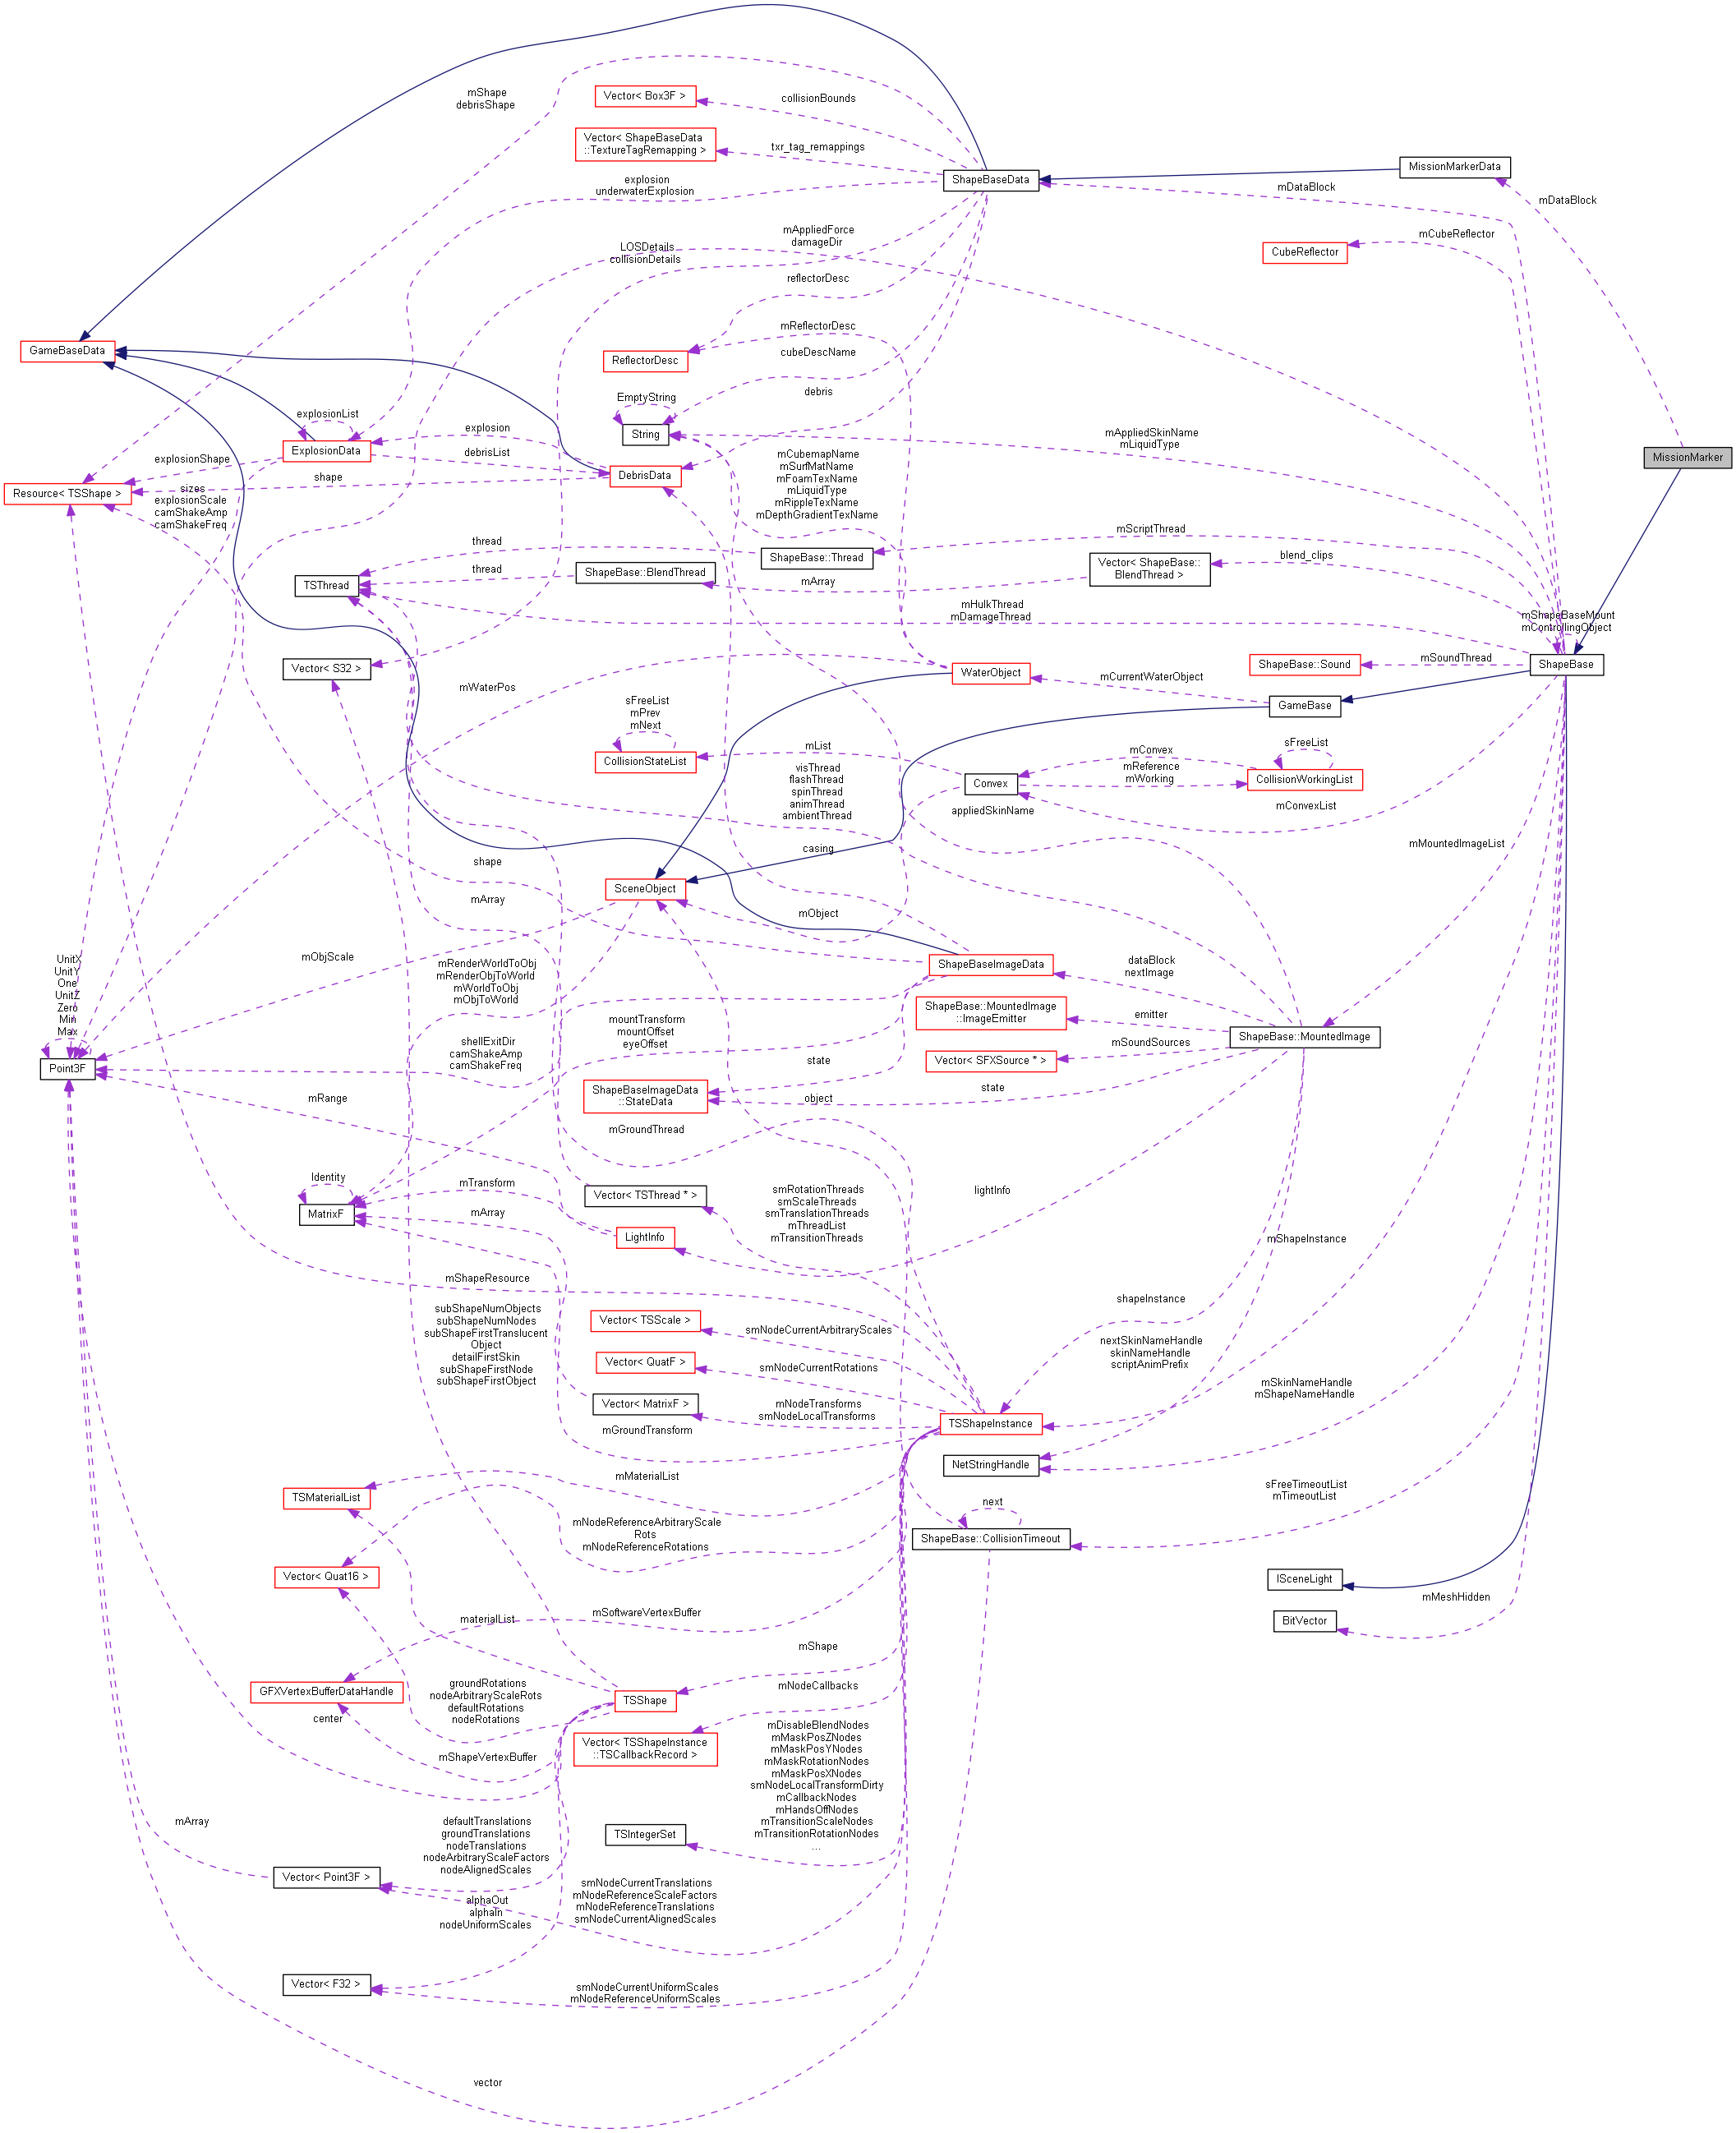 mShape
debrisShape
Vector< Box3F >
collisionBounds
Vector< ShapeBaseData
::TextureTagRemapping >
txr_tag_remappings
explosion
underwaterExplosion
ShapeBaseData
MissionMarkerData
mDataBlock
mDataBlock
LOSDetails
collisionDetails
mAppliedForce
damageDir
mCubeReflector
CubeReflector
reflectorDesc
mReflectorDesc
GameBaseData
ReflectorDesc
cubeDescName
EmptyString
debris
explosionList
explosion
String
mAppliedSkinName
mLiquidType
ExplosionData
debrisList
explosionShape
MissionMarker
mCubemapName
mSurfMatName
mFoamTexName
mLiquidType
mRippleTexName
mDepthGradientTexName
DebrisData
shape
Resource< TSShape >
sizes
explosionScale
camShakeAmp
camShakeFreq
mScriptThread
thread
ShapeBase::Thread
blend_clips
thread
ShapeBase::BlendThread
mArray
Vector< ShapeBase::
BlendThread >
TSThread
mHulkThread
mDamageThread
mShapeBaseMount
mControllingObject
Vector< S32 >
ShapeBase::Sound
mSoundThread
ShapeBase
WaterObject
mCurrentWaterObject
mWaterPos
GameBase
sFreeList
mPrev
mNext
CollisionStateList
mList
mConvex
sFreeList
mReference
mWorking
Convex
CollisionWorkingList
visThread
flashThread
spinThread
animThread
ambientThread
appliedSkinName
mConvexList
mMountedImageList
casing
shape
SceneObject
mArray
mObject
mObjScale
mRenderWorldToObj
mRenderObjToWorld
mWorldToObj
mObjToWorld
ShapeBaseImageData
dataBlock
nextImage
UnitX
UnitY
One
UnitZ
Zero
Min
Max
Point3F
ShapeBase::MountedImage
::ImageEmitter
emitter
mountTransform
mountOffset
eyeOffset
shellExitDir
camShakeAmp
camShakeFreq
mSoundSources
ShapeBase::MountedImage
Vector< SFXSource * >
state
state
ShapeBaseImageData
::StateData
object
mRange
mGroundThread
Identity
mTransform
Vector< TSThread * >
smRotationThreads
smScaleThreads
smTranslationThreads
mThreadList
mTransitionThreads
lightInfo
MatrixF
mArray
LightInfo
mShapeInstance
mShapeResource
shapeInstance
subShapeNumObjects
subShapeNumNodes
subShapeFirstTranslucent
Object
detailFirstSkin
subShapeFirstNode
subShapeFirstObject
Vector< TSScale >
smNodeCurrentArbitraryScales
Vector< QuatF >
smNodeCurrentRotations
nextSkinNameHandle
skinNameHandle
scriptAnimPrefix
mSkinNameHandle
mShapeNameHandle
Vector< MatrixF >
mNodeTransforms
smNodeLocalTransforms
TSShapeInstance
mGroundTransform
NetStringHandle
mMaterialList
TSMaterialList
sFreeTimeoutList
mTimeoutList
next
mNodeReferenceArbitraryScale
Rots
mNodeReferenceRotations
ShapeBase::CollisionTimeout
Vector< Quat16 >
ISceneLight
mMeshHidden
materialList
mSoftwareVertexBuffer
BitVector
mShape
groundRotations
nodeArbitraryScaleRots
defaultRotations
nodeRotations
mNodeCallbacks
GFXVertexBufferDataHandle
TSShape
center
Vector< TSShapeInstance
::TSCallbackRecord >
mShapeVertexBuffer
mDisableBlendNodes
mMaskPosZNodes
mMaskPosYNodes
mMaskRotationNodes
mMaskPosXNodes
smNodeLocalTransformDirty
mCallbackNodes
mHandsOffNodes
mTransitionScaleNodes
mTransitionRotationNodes
...
mArray
defaultTranslations
groundTranslations
nodeTranslations
nodeArbitraryScaleFactors
nodeAlignedScales
TSIntegerSet
Vector< Point3F >
smNodeCurrentTranslations
mNodeReferenceScaleFactors
mNodeReferenceTranslations
smNodeCurrentAlignedScales
alphaOut
alphaIn
nodeUniformScales
Vector< F32 >
smNodeCurrentUniformScales
mNodeReferenceUniformScales
vector